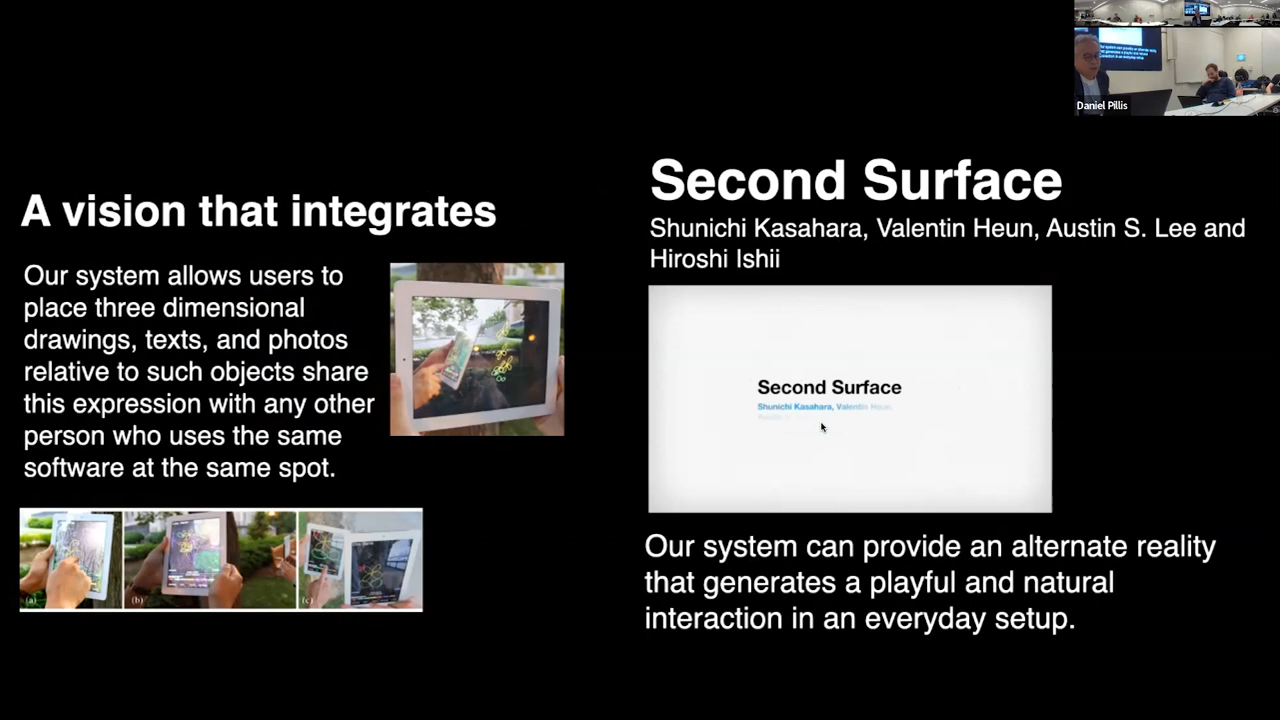 Daniel Pillis
A vision that integrates
Our system allows users to
place three dimensional
drawings, texts, and photos
relative to such objects share
this expression with any other
person who uses the same
software at the same spot.
(a)
(b)
(c)
Second Surface
Shunichi Kasahara, Valentin Heun, Austin S. Lee and
Hiroshi Ishii
Second Surface
Shunichi Kasahara, Valentin Heun,
Our system can provide an alternate reality
that generates a playful and natural
interaction in an everyday setup.